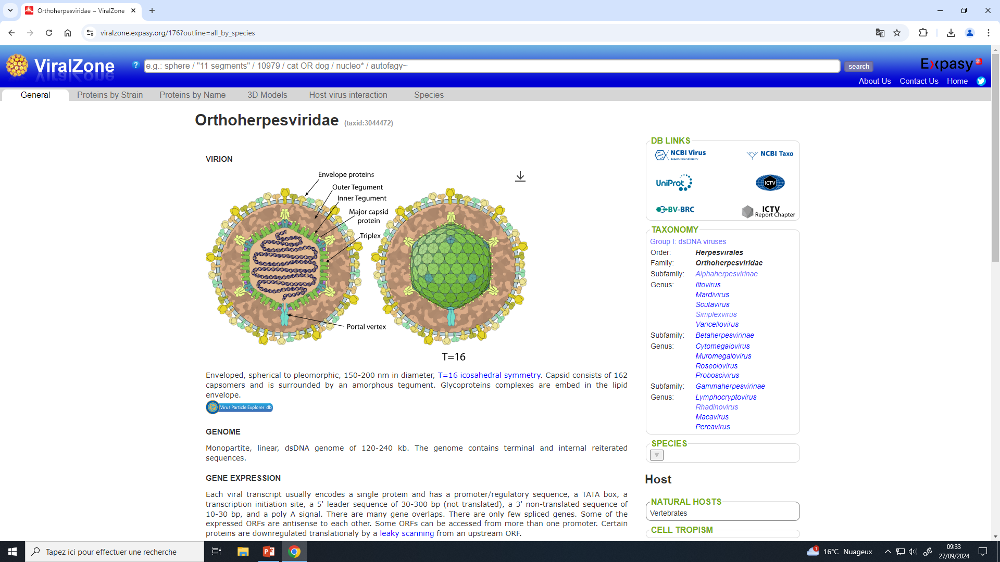 Orthoherpesviridae ~ ViralZone
viralzone.expasy.org/176?outline=all_by_species
ViralZone
?
e.g.: sphere / "11 segments" / 10979 / cat OR dog / nucleo* / autofagy~
search
Expasy
About Us
Contact Us
Home
General
Proteins by Strain
Proteins by Name
3D Models
Host-virus interaction
Species
Orthoherpesviridae (taxid:3044472)
VIRION
Envelope proteins
Outer Tegument
Inner Tegument
Major capsid
protein
Triplex
Portal vertex
T=16
Enveloped, spherical to pleomorphic, 150-200 nm in diameter, T=16 icosahedral symmetry. Capsid consists of 162
capsomers and is surrounded by an amorphous tegument. Glycoproteins complexes are embed in the lipid
envelope.
Virus Particle Explorer db
GENOME
Monopartite, linear, dsDNA genome of 120-240 kb. The genome contains terminal and internal reiterated
sequences.
GENE EXPRESSION
Each viral transcript usually encodes a single protein and has a promoter/regulatory sequence, a TATA box, a
transcription initiation site, a 5' leader sequence of 30-300 bp (not translated), a 3' non-translated sequence of
10-30 bp, and a poly A signal. There are many gene overlaps. There are only few spliced genes. Some of the
expressed ORFs are antisense to each other. Some ORFs can be accessed from more than one promoter. Certain
proteins are downregulated translationaly by a leaky scanning from an upstream ORF.
DB LINKS
NCBI Virus
Sequences for discovery
NCBI Taxo
UniProt
ICTV
BV-BRC
ICTV
Report Chapter
TAXONOMY
Group I: dsDNA viruses
Order: Herpesvirales
Family: Orthoherpesviridae
Subfamily: Alphaherpesvirinae
Genus: Iltovirus
Mardivirus
Scutavirus
Simplexvirus
Varicellovirus
Subfamily: Betaherpesvirinae
Genus: Cytomegalovirus
Muromegalovirus
Roseolovirus
Proboscivirus
Subfamily: Gammaherpesvirinae
Genus: Lymphocryptovirus
Rhadinovirus
Macavirus
Percavirus
SPECIES
Host
NATURAL HOSTS
Vertebrates
CELL TROPISM
Tapez ici pour effectuer une recherche
1
16°C Nuageux
09:33
27/09/2024